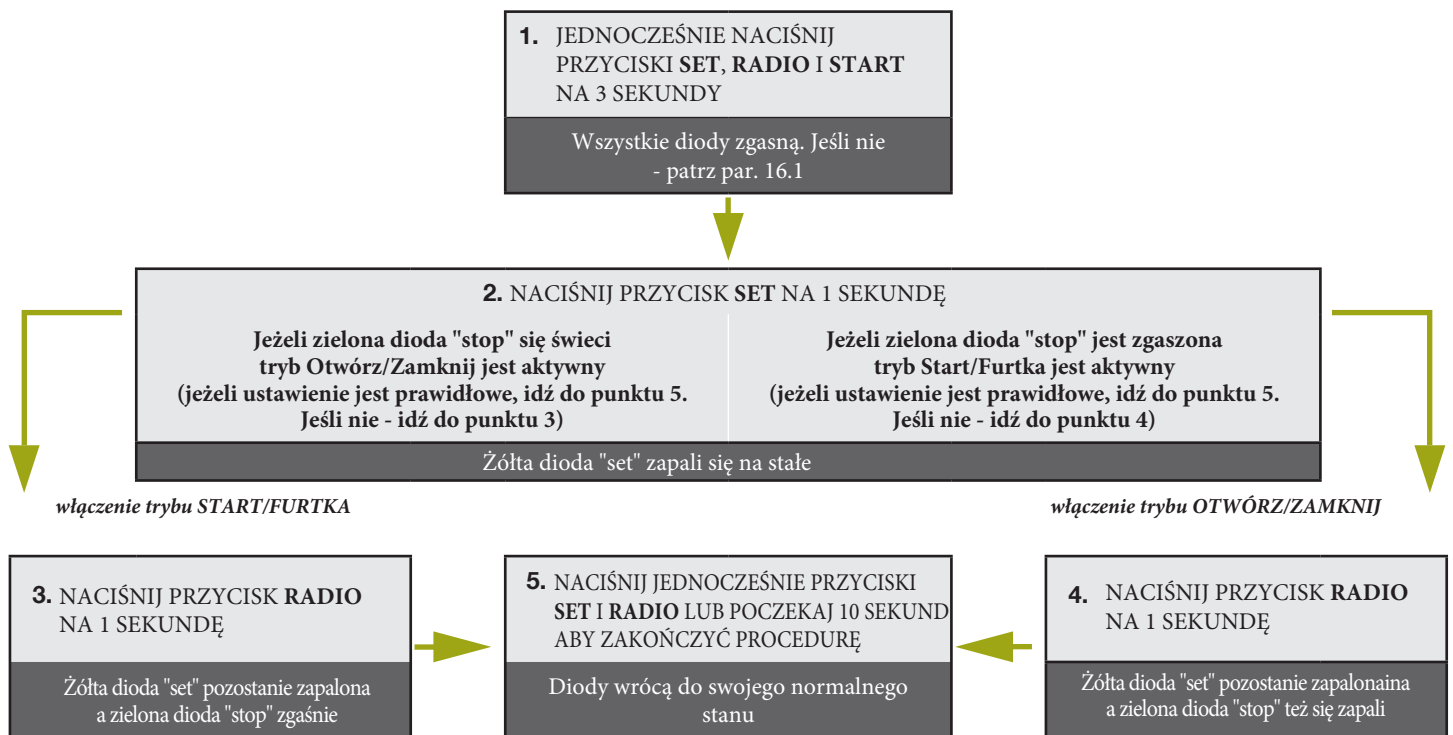 1. JEDNOCZEŚNIE NACIŚNIJ
PRZYCISKI SET, RADIO I START
NA 3 SEKUNDY
Wszystkie diody zgasną. Jeśli nie
- patrz par. 16.1
2. NACIŚNIJ PRZYCISK SET NA 1 SEKUNDĘ
Jeżeli zielona dioda "stop" się świeci
tryb Otwórz/Zamknij jest aktywny
(jeżeli ustawienie jest prawidłowe, idź do punktu 5.
Jeśli nie - idź do punktu 3)
Jeżeli zielona dioda "stop" jest zgaszona
tryb Start/Furtka jest aktywny
(jeżeli ustawienie jest prawidłowe, idź do punktu 5.
Jeśli nie - idź do punktu 4)
Żółta dioda "set" zapali się na stałe
włączenie trybu START/FURTKA
włączenie trybu OTWÓRZ/ZAMKNIJ
3. NACIŚNIJ PRZYCISK RADIO
NA 1 SEKUNDĘ
Żółta dioda "set" pozostanie zapalona
a zielona dioda "stop" zgaśnie
5. NACIŚNIJ JEDNOCZEŚNIE PRZYCISKI
SET I RADIO LUB POCZEKAJ 10 SEKUND
ABY ZAKOŃCZYĆ PROCEDURĘ
Diody wrócą do swojego normalnego
stanu
4. NACIŚNIJ PRZYCISK RADIO
NA 1 SEKUNDĘ
Żółta dioda "set" pozostanie zapalonaina
a zielona dioda "stop" też się zapali